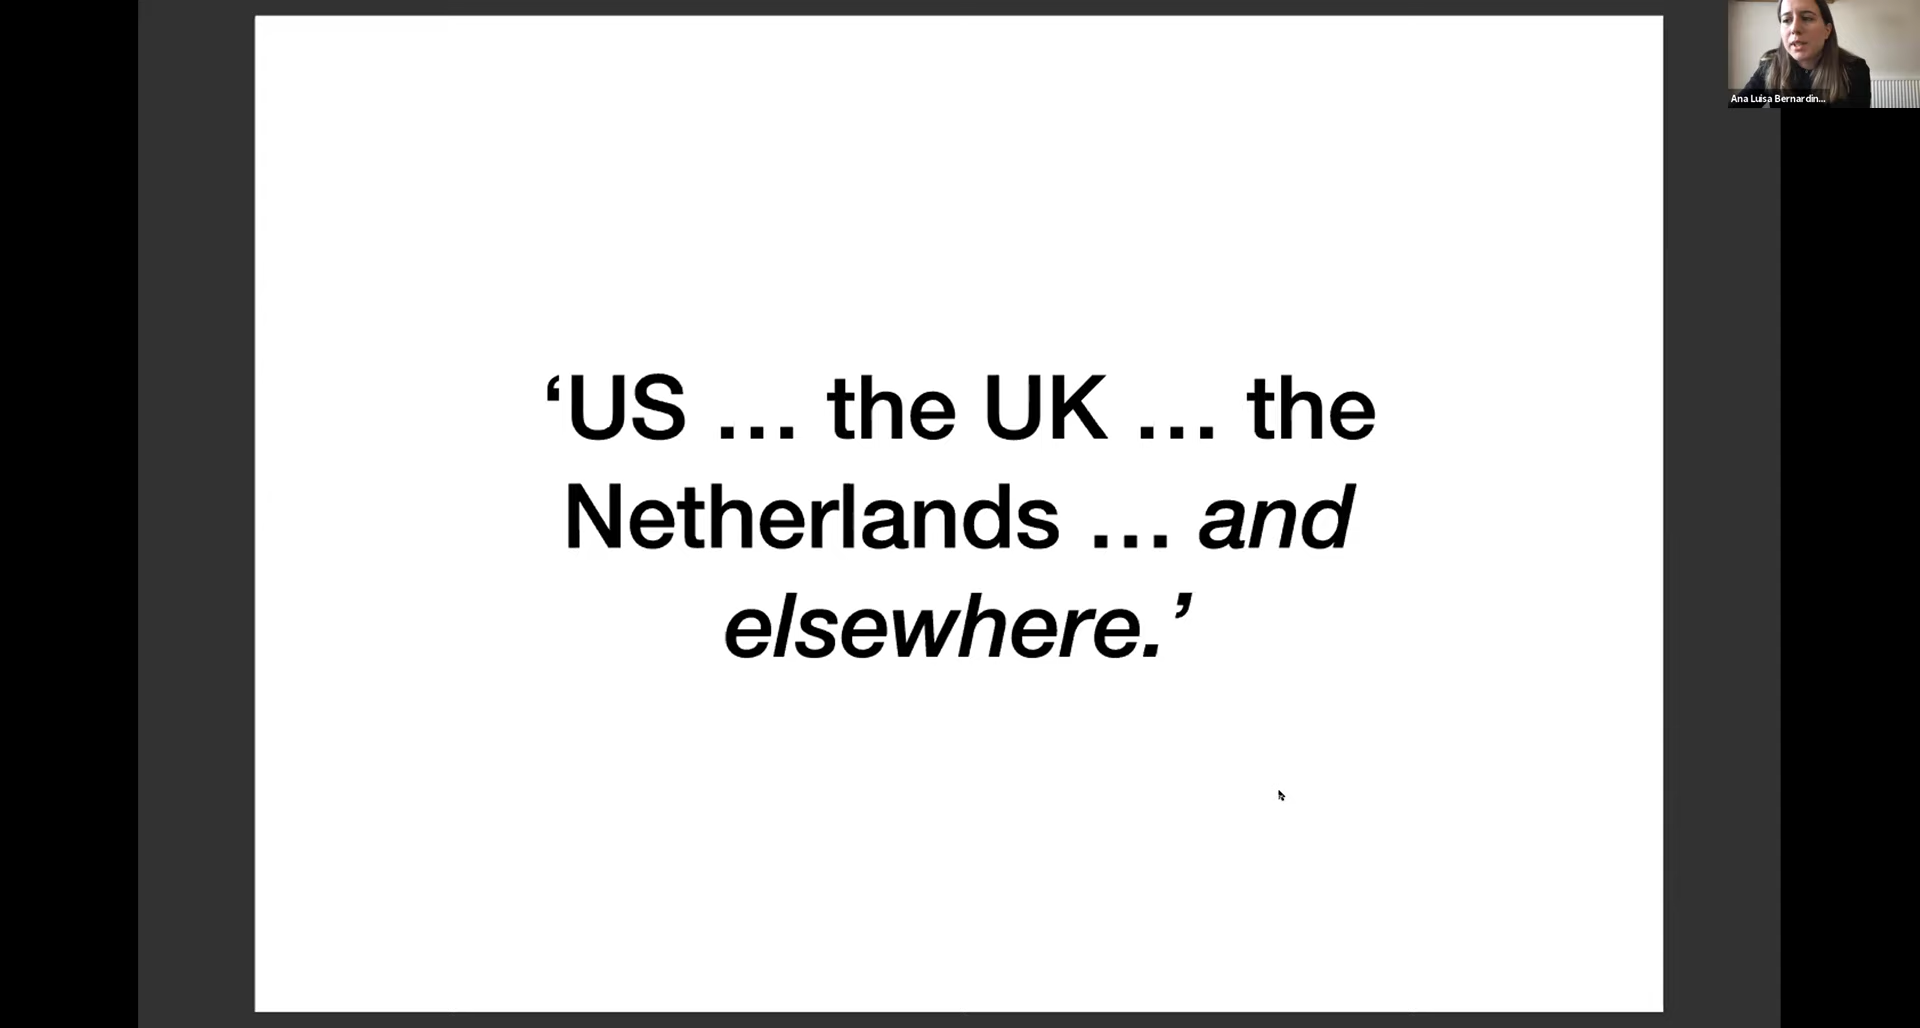 ‘US … the UK … the
Netherlands … and
elsewhere.’
Ana Luisa Bernardin...